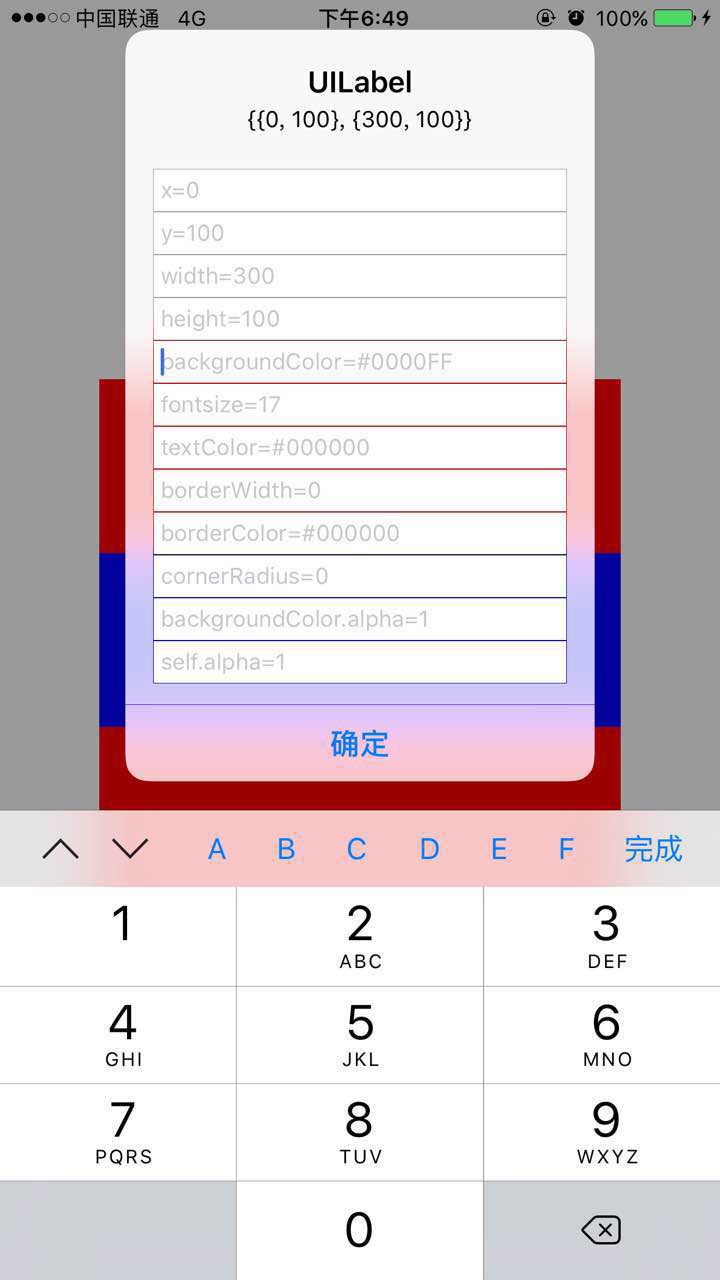 中国联通 4G 下午6:49 100%
UILabel
{{0, 100}, {300, 100}}
x=0
y=100
width=300
height=100
backgroundColor=#0000FF
fontsize=17
textColor=#000000
borderWidth=0
borderColor=#000000
cornerRadius=0
backgroundColor.alpha=1
self.alpha=1
确定
A B C D E F 完成
1 2 3
ABC DEF
4 5 6
GHI JKL MNO
7 8 9
PQRS TUV WXYZ
0